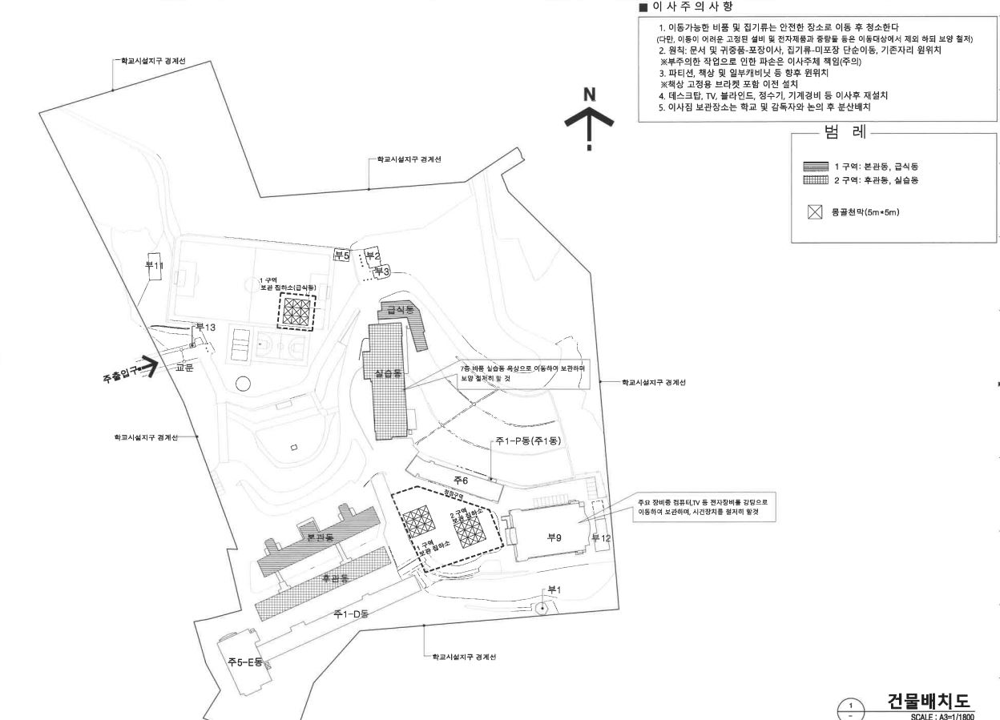 ■ 이사주의사항
1. 이동가능한 비품 및 집기류는 안전한 장소로 이동 후 청소한다
(다만, 이동이 어려운 고정된 설비 및 전자제품과 중량물 등은 이동대상에서 제외 하되 보양 철저)
2. 원칙: 문서 및 귀중품-포장이사, 집기류-미포장 단순이동, 기존자리 원위치
※부주의한 작업으로 인한 파손은 이사주체 책임(주의)
3. 파티션, 책상 및 일부캐비닛 등 향후 원위치
※책상 고정용 브라켓 포함 이전 설치
4. 데스크탑, TV, 블라인드, 정수기, 기계경비 등 이사후 재설치
5. 이사짐 보관장소는 학교 및 감독자와 논의 후 분산배치
범 례
1 구역: 본관동, 급식동
2 구역: 후관동, 실습동
몽골천막(5m*5m)
N
학교시설지구 경계선
학교시설지구 경계선
부11
부5
부2
부3
1 구역
보관 집하소(급식동)
급식동
부13
주출입구
교문
실습동
7층 비품 실습동 옥상으로 이동하여 보관하며
보양 철저히 할 것
학교시설지구 경계선
학교시설지구 경계선
주1-P동(주1동)
주6
2 구역
보관 집하소
1 구역
보관 집하소
주요 장비중 컴퓨터,TV 등 전자장비를 강당으로
이동하여 보관하며, 시건장치를 철저히 할것
본관동
부9
부12
후관동
부1
주1-D동
주5-E동
학교시설지구 경계선
1
건물배치도
SCALE : A3=1/1800